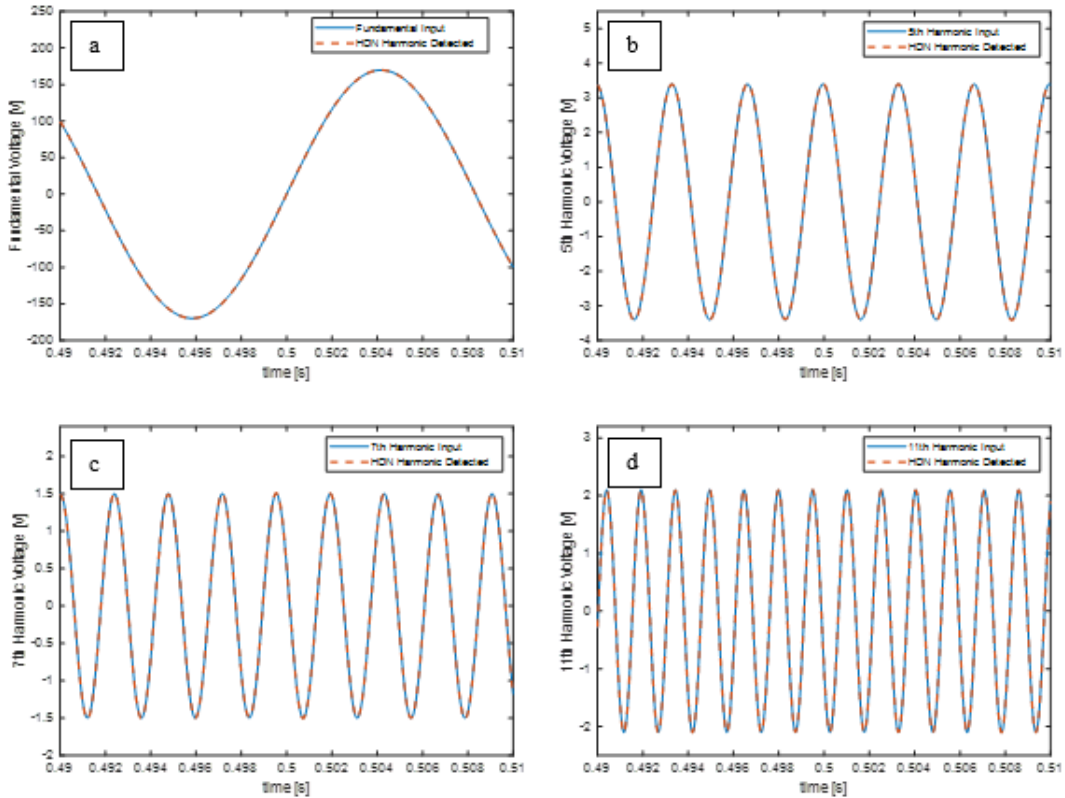 a
Fundamental Input
HDN Harmonic Detected
250
200
150
100
50
0
-50
-100
-150
-200
Fundamental Voltage [V]
0.49 0.492 0.494 0.496 0.498 0.5 0.502 0.504 0.506 0.508 0.51
time [s]
b
5th Harmonic Input
HDN Harmonic Detected
5
4
3
2
1
0
-1
-2
-3
-4
5th Harmonic Voltage [V]
0.49 0.492 0.494 0.496 0.498 0.5 0.502 0.504 0.506 0.508 0.51
time [s]
c
7th Harmonic Input
HDN Harmonic Detected
2
1.5
1
0.5
0
-0.5
-1
-1.5
-2
7th Harmonic Voltage [V]
0.49 0.492 0.494 0.496 0.498 0.5 0.502 0.504 0.506 0.508 0.51
time [s]
d
11th Harmonic Input
HDN Harmonic Detected
3
2
1
0
-1
-2
11th Harmonic Voltage [V]
0.49 0.492 0.494 0.496 0.498 0.5 0.502 0.504 0.506 0.508 0.51
time [s]